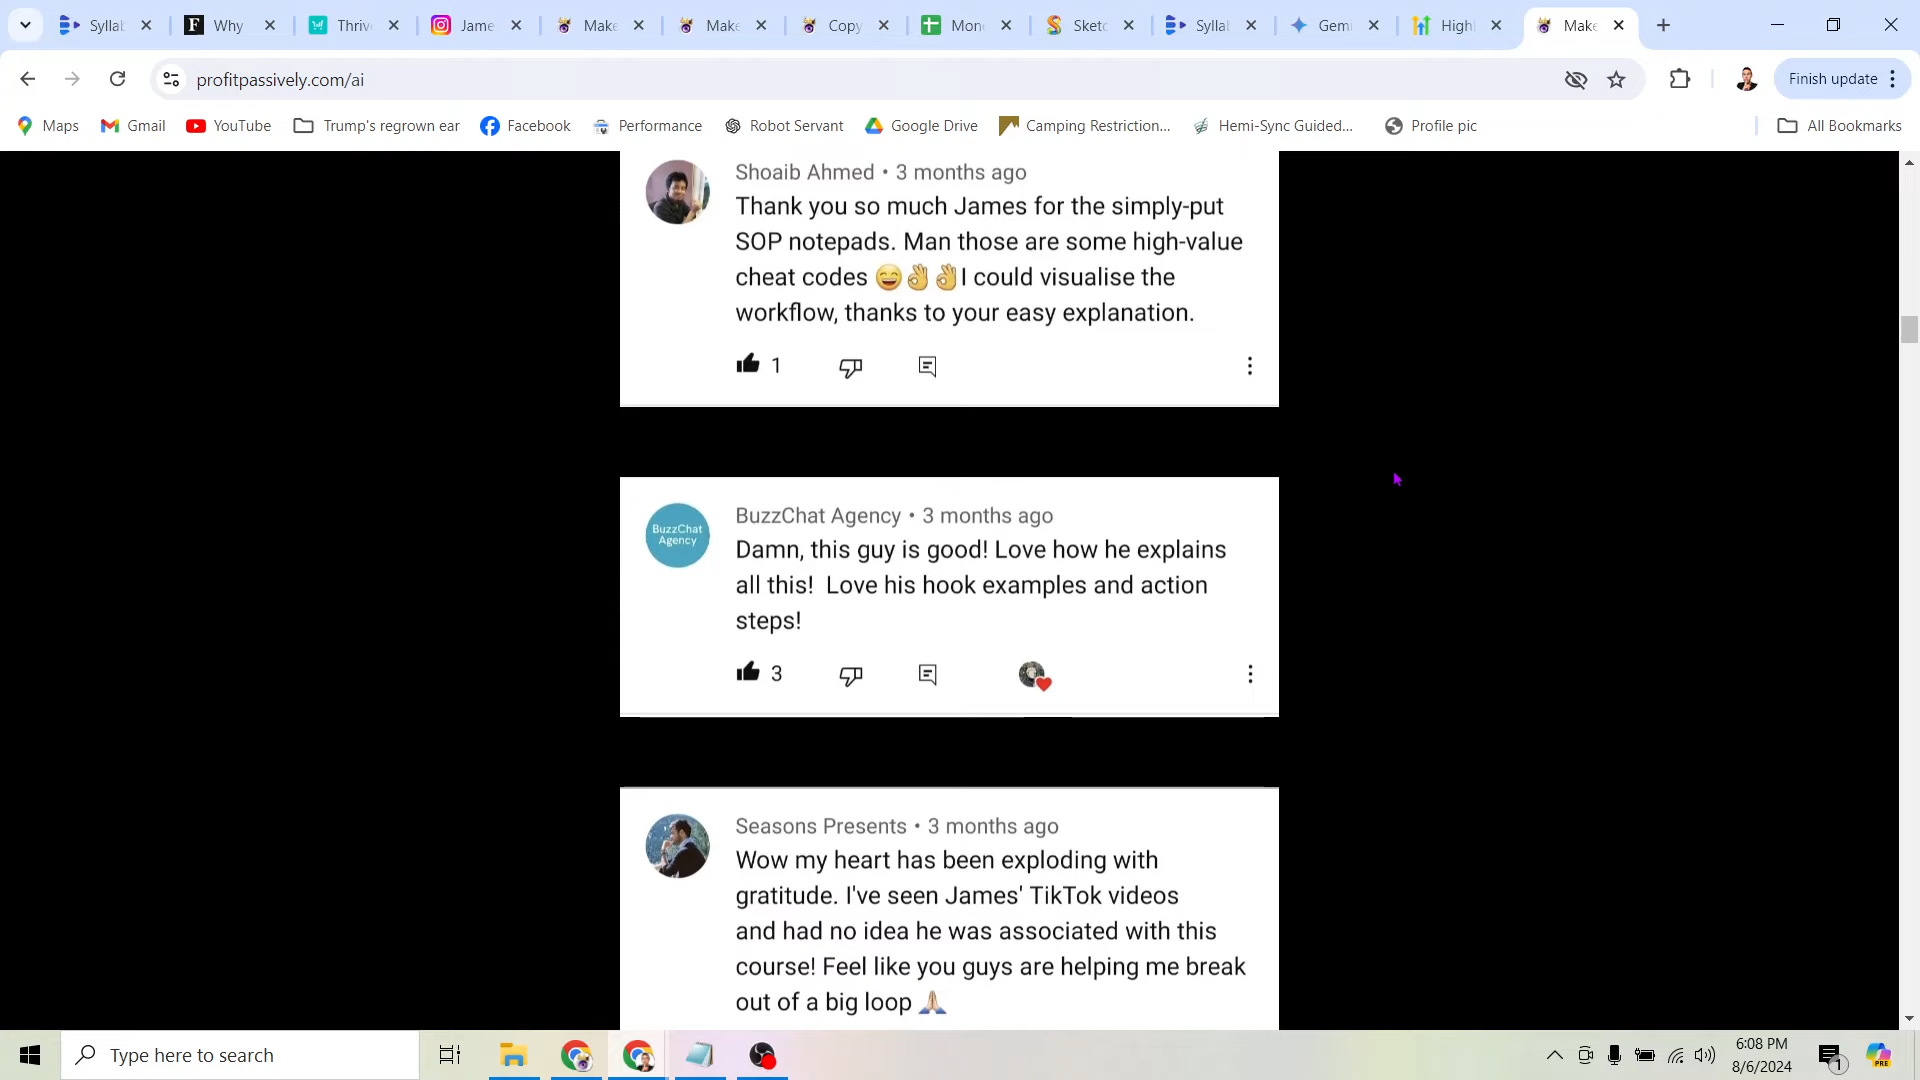 Syllab
Why
Thrive
Jame
Make
Make
Copy
Mon
Sketc
Syllab
Gemi
High
Make
profitpassively.com/ai
Finish update
Maps
Gmail
YouTube
Trump's regrown ear
Facebook
Performance
Robot Servant
Google Drive
Camping Restriction...
Hemi-Sync Guided...
Profile pic
All Bookmarks
Shoaib Ahmed • 3 months ago
Thank you so much James for the simply-put
SOP notepads. Man those are some high-value
cheat codes 😄👌👌I could visualise the
workflow, thanks to your easy explanation.
1
BuzzChat
Agency
BuzzChat Agency • 3 months ago
Damn, this guy is good! Love how he explains
all this! Love his hook examples and action
steps!
3
Seasons Presents • 3 months ago
Wow my heart has been exploding with
gratitude. I've seen James' TikTok videos
and had no idea he was associated with this
course! Feel like you guys are helping me break
out of a big loop 🙏
Type here to search
6:08 PM
8/6/2024
1
PRE